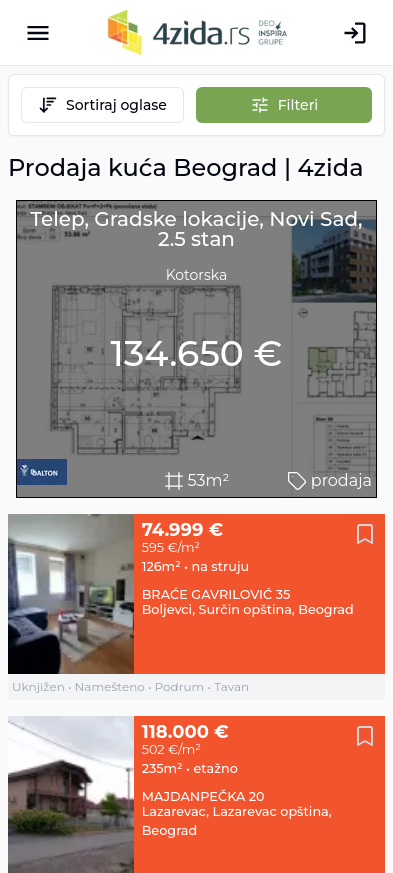 4zida.rs DEO INSPIRA GRUPE
Sortiraj oglase
Filteri
Prodaja kuća Beograd | 4zida
Telep, Gradske lokacije, Novi Sad,
2.5 stan
Kotorska
134.650 €
DALTON
53m²
prodaja
74.999 €
595 €/m²
126m² • na struju
BRAĆE GAVRILOVIĆ 35
Boljevci, Surčin opština, Beograd
Uknjižen • Namešteno • Podrum • Tavan
118.000 €
502 €/m²
235m² • etažno
MAJDANPEČKA 20
Lazarevac, Lazarevac opština,
Beograd